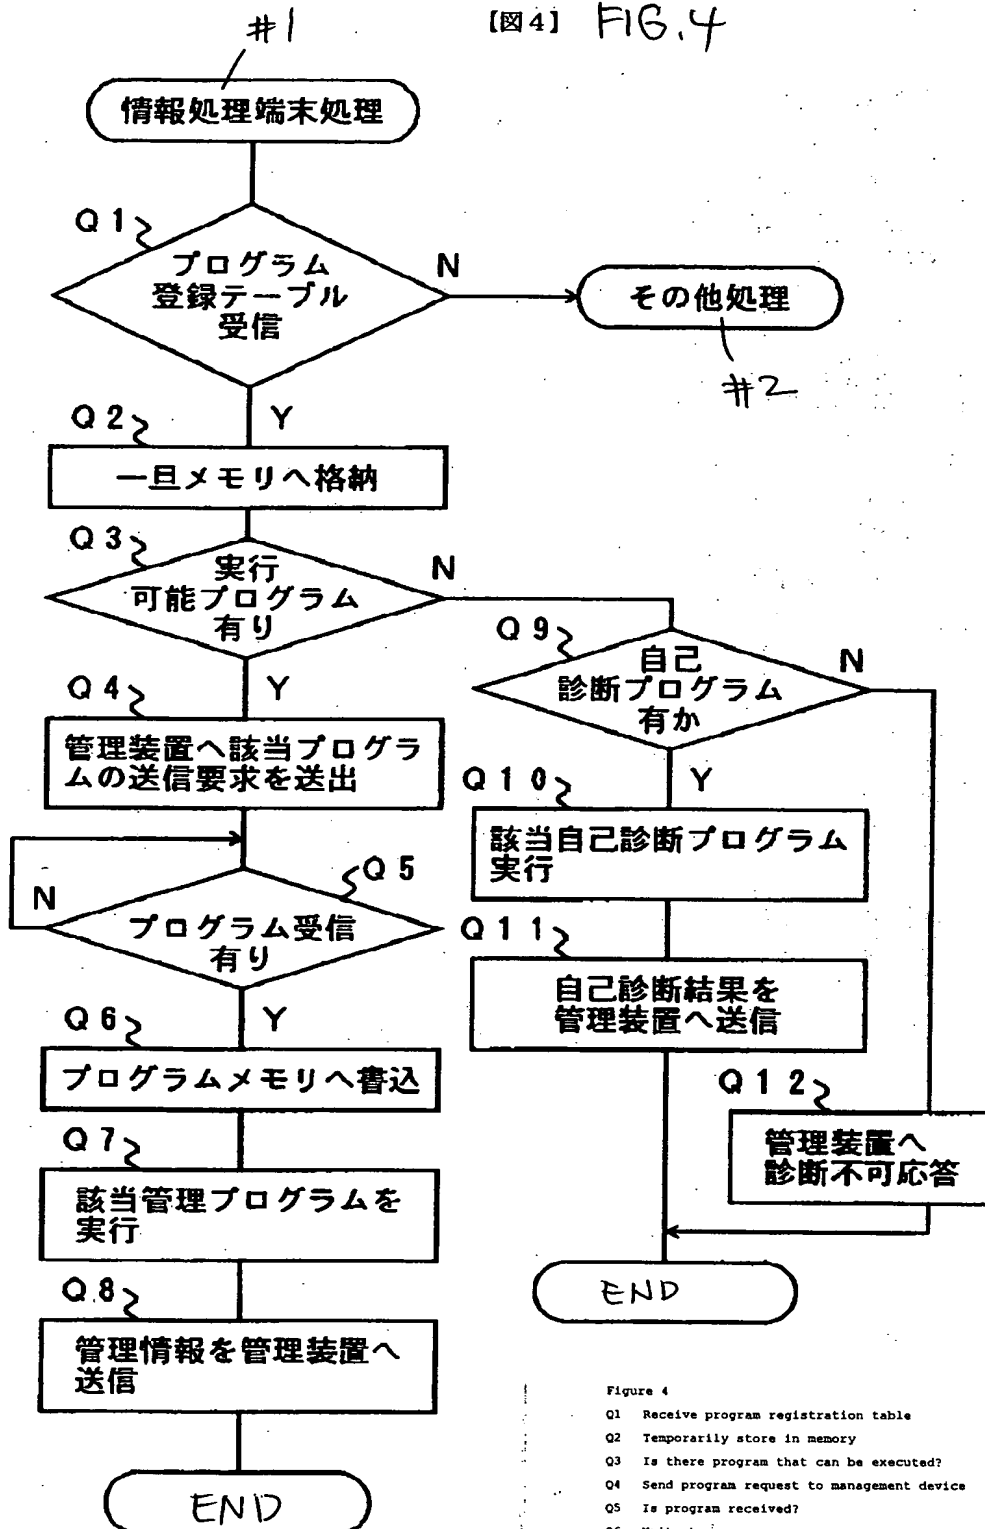 【図4】 FIG.4
#1
情報処理端末処理
Q1
プログラム
登録テーブル
受信
N
その他処理
#2
Y
Q2
一旦メモリへ格納
Q3
実行
可能プログラム
有り
N
Y
Q4
管理装置へ該当プログラ
ムの送信要求を送出
Q5
N
プログラム受信
有り
Y
Q6
プログラムメモリへ書込
Q7
該当管理プログラムを
実行
Q8
管理情報を管理装置へ
送信
END
Q9
自己
診断プログラム
有か
N
Y
Q10
該当自己診断プログラム
実行
Q11
自己診断結果を
管理装置へ送信
Q12
管理装置へ
診断不可応答
END
Figure 4
Q1 Receive program registration table
Q2 Temporarily store in memory
Q3 Is there program that can be executed?
Q4 Send program request to management device
Q5 Is program received?